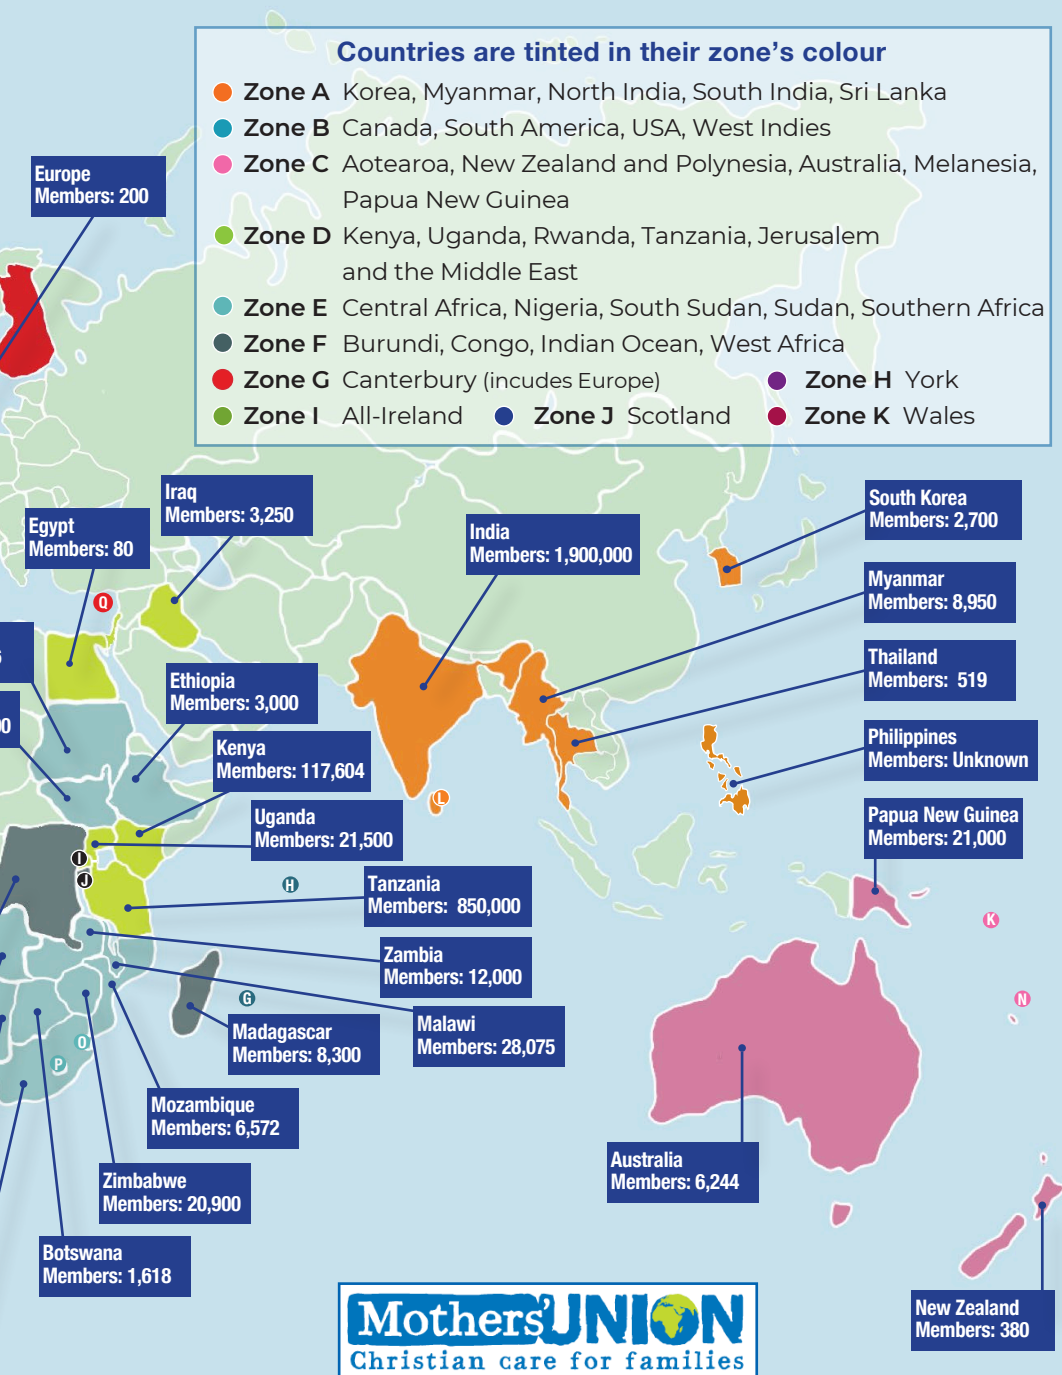 Countries are tinted in their zone's colour
Zone A Korea, Myanmar, North India, South India, Sri Lanka
Zone B Canada, South America, USA, West Indies
Zone C Aotearoa, New Zealand and Polynesia, Australia, Melanesia,
Papua New Guinea
Zone D Kenya, Uganda, Rwanda, Tanzania, Jerusalem
and the Middle East
Zone E Central Africa, Nigeria, South Sudan, Sudan, Southern Africa
Zone F Burundi, Congo, Indian Ocean, West Africa
Zone G Canterbury (incudes Europe) Zone H York
Zone I All-Ireland Zone J Scotland Zone K Wales
Europe
Members: 200
Iraq
Members: 3,250
Egypt
Members: 80
India
Members: 1,900,000
South Korea
Members: 2,700
Myanmar
Members: 8,950
Thailand
Members: 519
Philippines
Members: Unknown
Papua New Guinea
Members: 21,000
Q
Ethiopia
Members: 3,000
Kenya
Members: 117,604
Uganda
Members: 21,500
L
I
J
H
Tanzania
Members: 850,000
K
Zambia
Members: 12,000
G
N
Malawi
Members: 28,075
Madagascar
Members: 8,300
O
P
Mozambique
Members: 6,572
Australia
Members: 6,244
Zimbabwe
Members: 20,900
Botswana
Members: 1,618
New Zealand
Members: 380
Mothers' UNION
Christian care for families